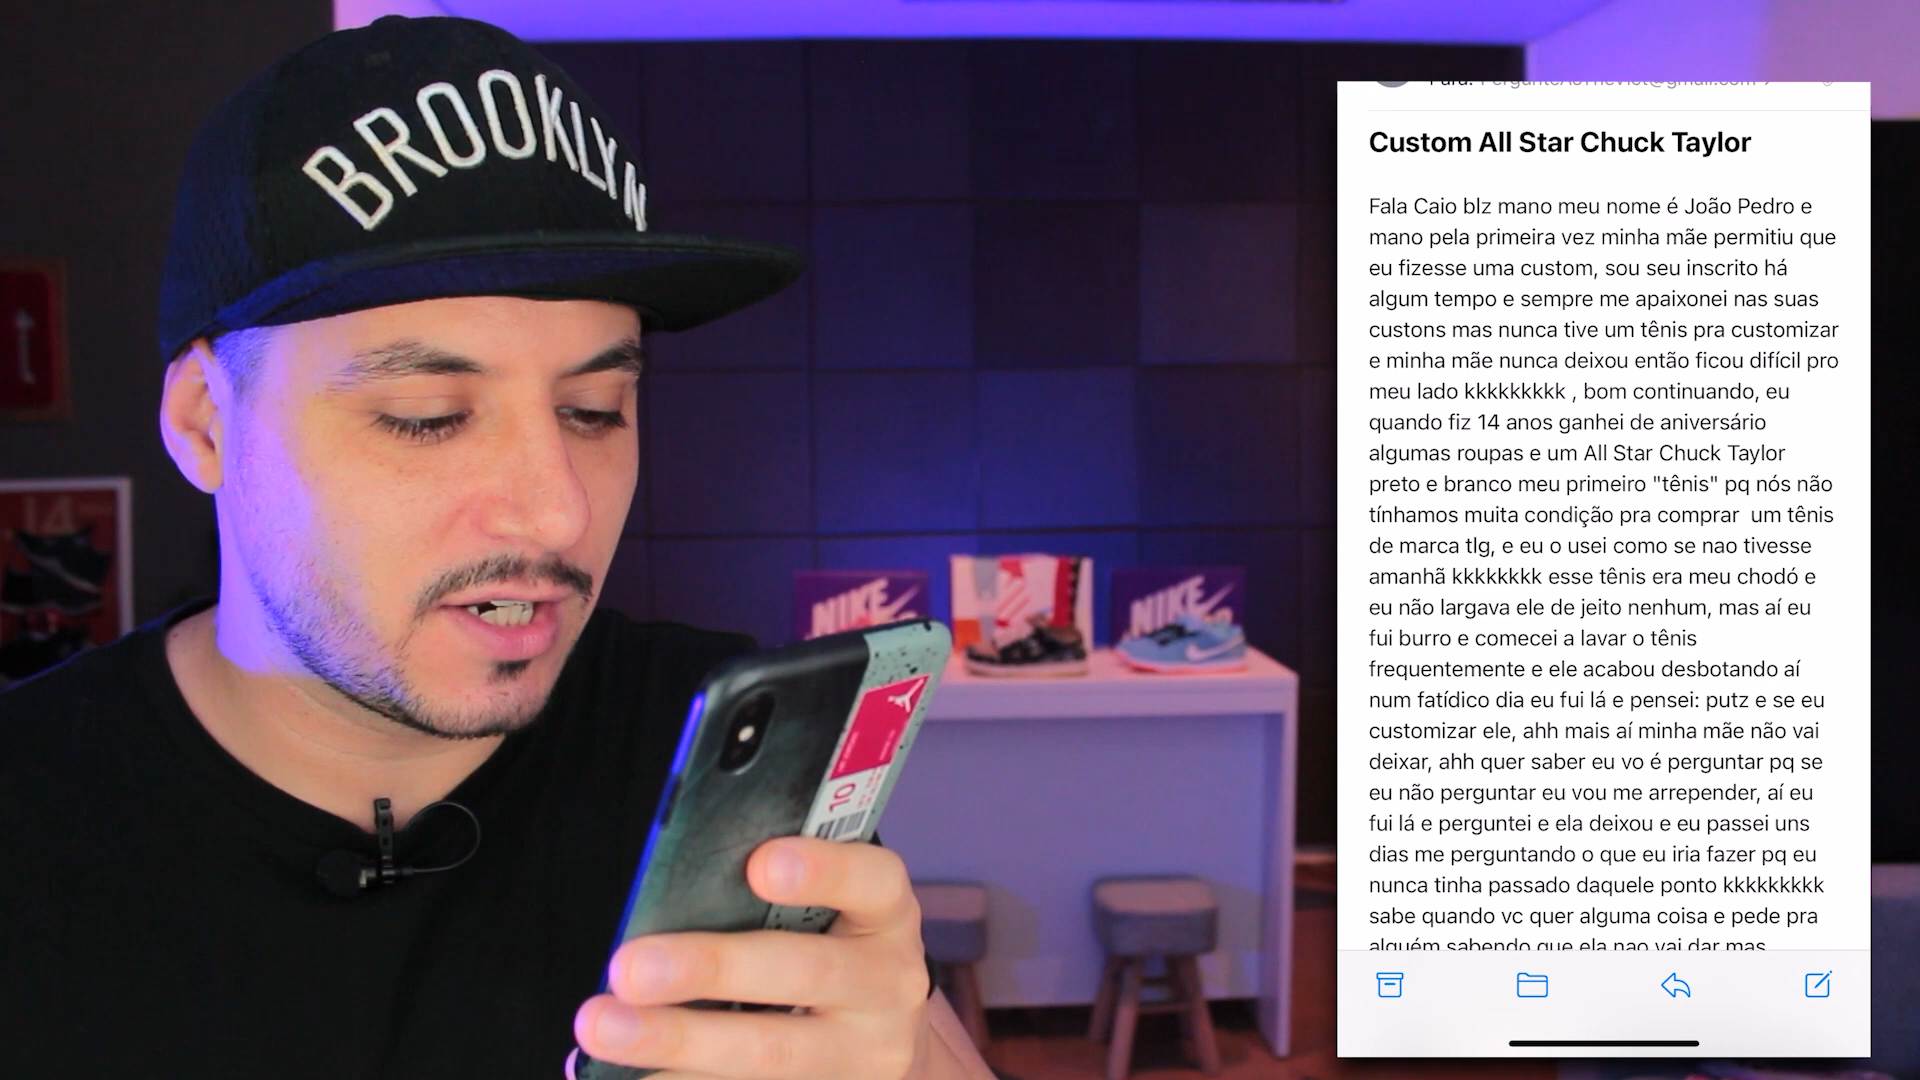 BROOKLYN
Custom All Star Chuck Taylor
Fala Caio blz mano meu nome é João Pedro e
mano pela primeira vez minha mãe permitiu que
eu fizesse uma custom, sou seu inscrito há
algum tempo e sempre me apaixonei nas suas
custons mas nunca tive um tênis pra customizar
e minha mãe nunca deixou então ficou difícil pro
meu lado kkkkkkkkk , bom continuando, eu
quando fiz 14 anos ganhei de aniversário
algumas roupas e um All Star Chuck Taylor
preto e branco meu primeiro "tênis" pq nós não
tínhamos muita condição pra comprar  um tênis
de marca tlg, e eu o usei como se nao tivesse
amanhã kkkkkkkk esse tênis era meu chodó e
eu não largava ele de jeito nenhum, mas aí eu
fui burro e comecei a lavar o tênis
frequentemente e ele acabou desbotando aí
num fatídico dia eu fui lá e pensei: putz e se eu
customizar ele, ahh mais aí minha mãe não vai
deixar, ahh quer saber eu vo é perguntar pq se
eu não perguntar eu vou me arrepender, aí eu
fui lá e perguntei e ela deixou e eu passei uns
dias me perguntando o que eu iria fazer pq eu
nunca tinha passado daquele ponto kkkkkkkkk
sabe quando vc quer alguma coisa e pede pra
alguém sabendo que ela nao vai dar mas
NIKE
NIKE
10
14